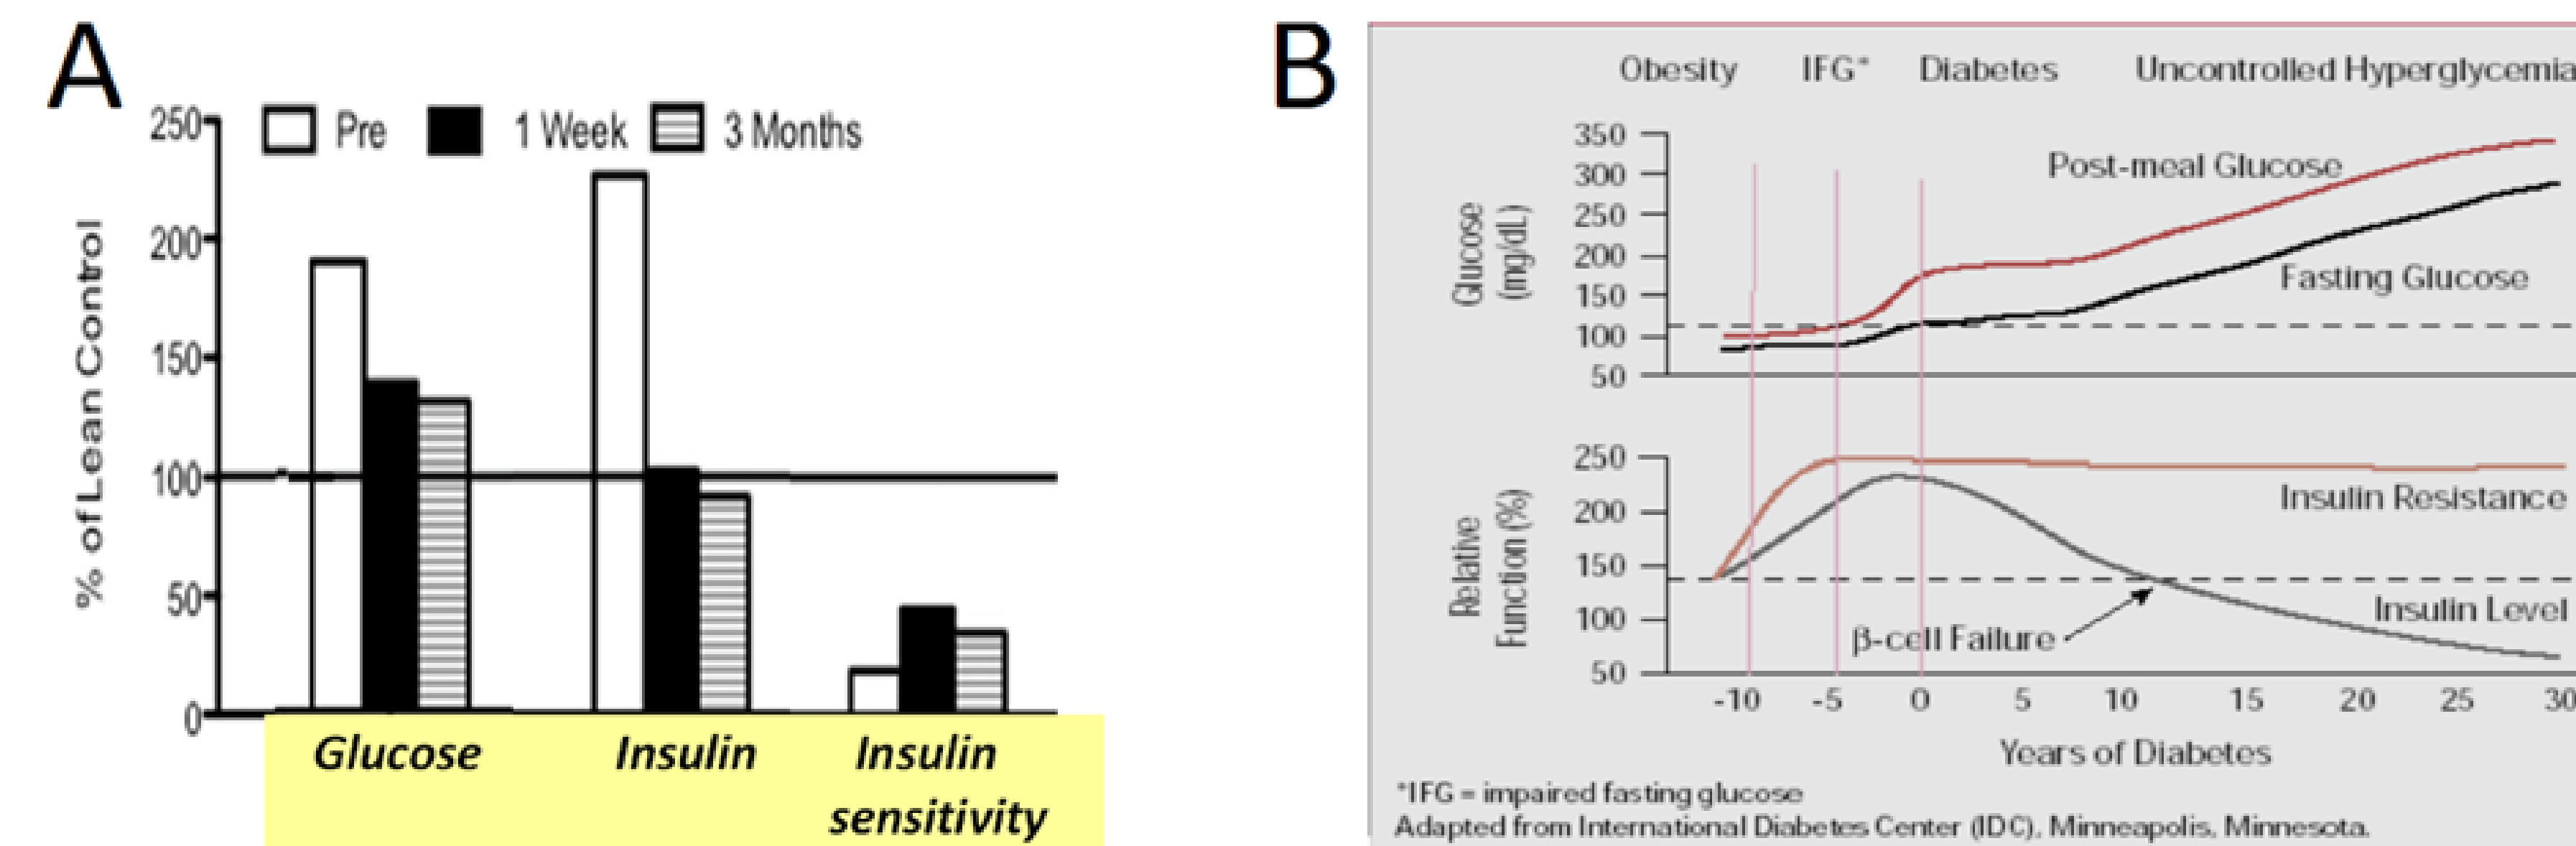 A
Pre
1 Week
3 Months
250
200
150
100
50
0
% of Lean Control
Glucose
Insulin
Insulin
sensitivity
B
Obesity
IFG*
Diabetes
Uncontrolled Hyperglycemia
350
300
250
200
150
100
50
Glucose
(mg/dL)
Post-meal Glucose
Fasting Glucose
250
200
150
100
50
Relative
Function (%)
Insulin Resistance
Insulin Level
β-cell Failure
-10 -5 0 5 10 15 20 25 30
Years of Diabetes
*IFG = impaired fasting glucose
Adapted from International Diabetes Center (IDC), Minneapolis, Minnesota.